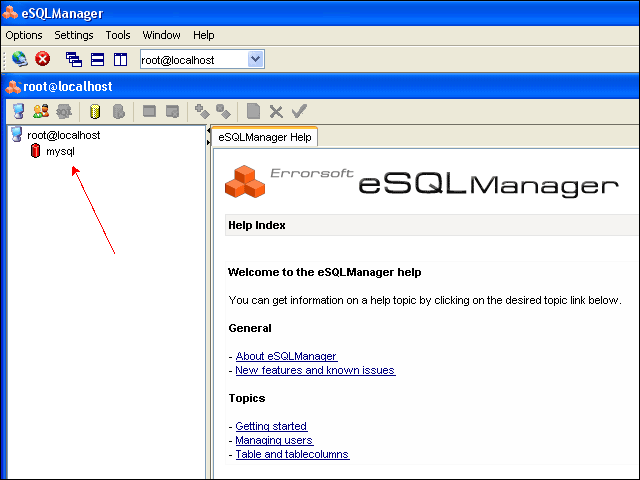 eSQLManager
Options Settings Tools Window Help
root@localhost
root@localhost
root@localhost
mysql
eSQLManager Help
Errorsoft eSQLManager
Help Index
Welcome to the eSQLManager help
You can get information on a help topic by clicking on the desired topic link below.
General
- About eSQLManager
- New features and known issues
Topics
- Getting started
- Managing users
- Table and tablecolumns